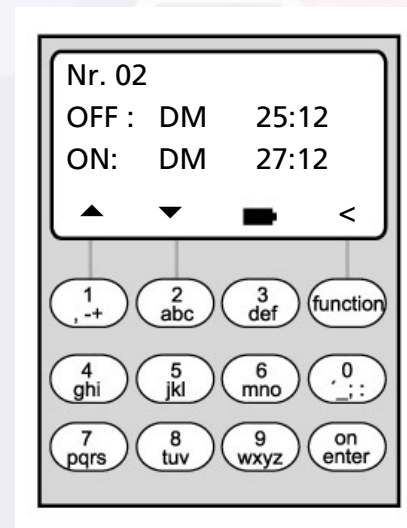 Nr. 02
OFF : DM 25:12
ON: DM 27:12
<
1 2 3 function
, -+ abc def
4 5 6 0
ghi jkl mno ´_; :
7 8 9 on
pqrs tuv wxyz enter